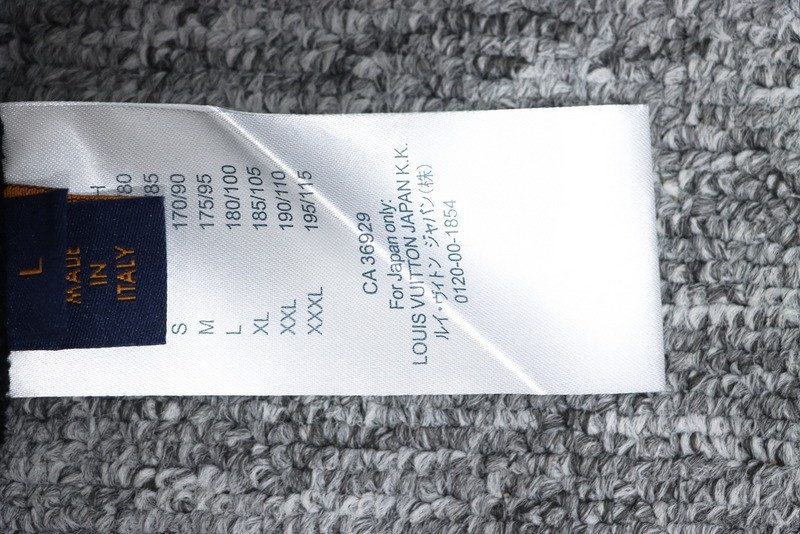 L
MADE
IN
ITALY
H
80
85
S 170/90
M 175/95
L 180/100
XL 185/105
XXL 190/110
XXXL 195/115
CA 36929
For Japan only:
LOUIS VUITTON JAPAN K.K.
ルイ・ヴィトン ジャパン(株)
0120-00-1854